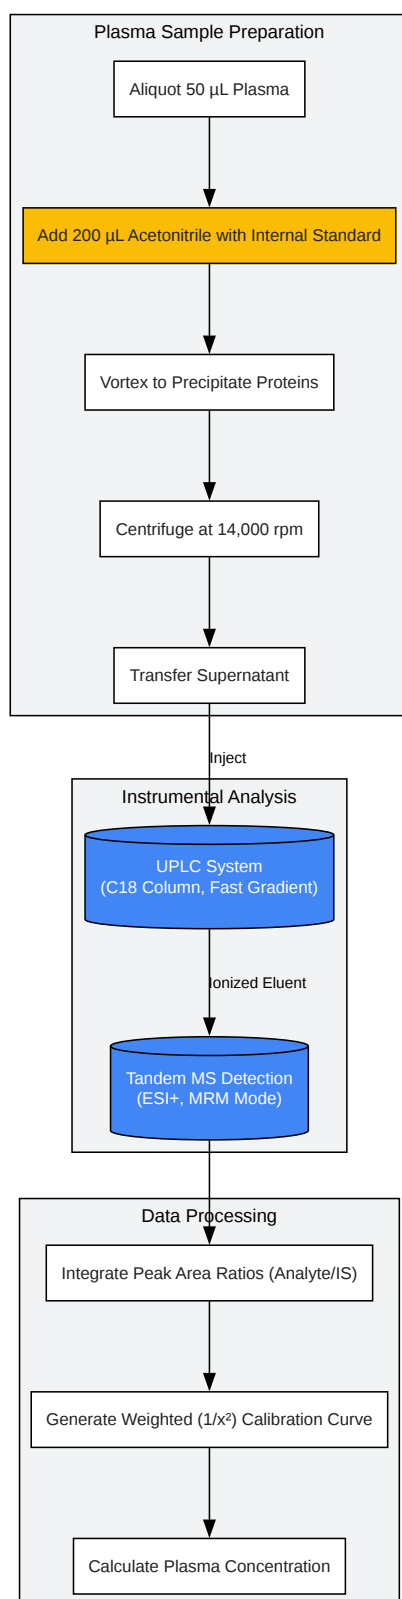 Plasma Sample Preparation
Aliquot 50 µL Plasma
Add 200 µL Acetonitrile with Internal Standard
Vortex to Precipitate Proteins
Centrifuge at 14,000 rpm
Transfer Supernatant
Inject
Instrumental Analysis
UPLC System
(C18 Column, Fast Gradient)
Ionized Eluent
Tandem MS Detection
(ESI+, MRM Mode)
Data Processing
Integrate Peak Area Ratios (Analyte/IS)
Generate Weighted (1/x²) Calibration Curve
Calculate Plasma Concentration